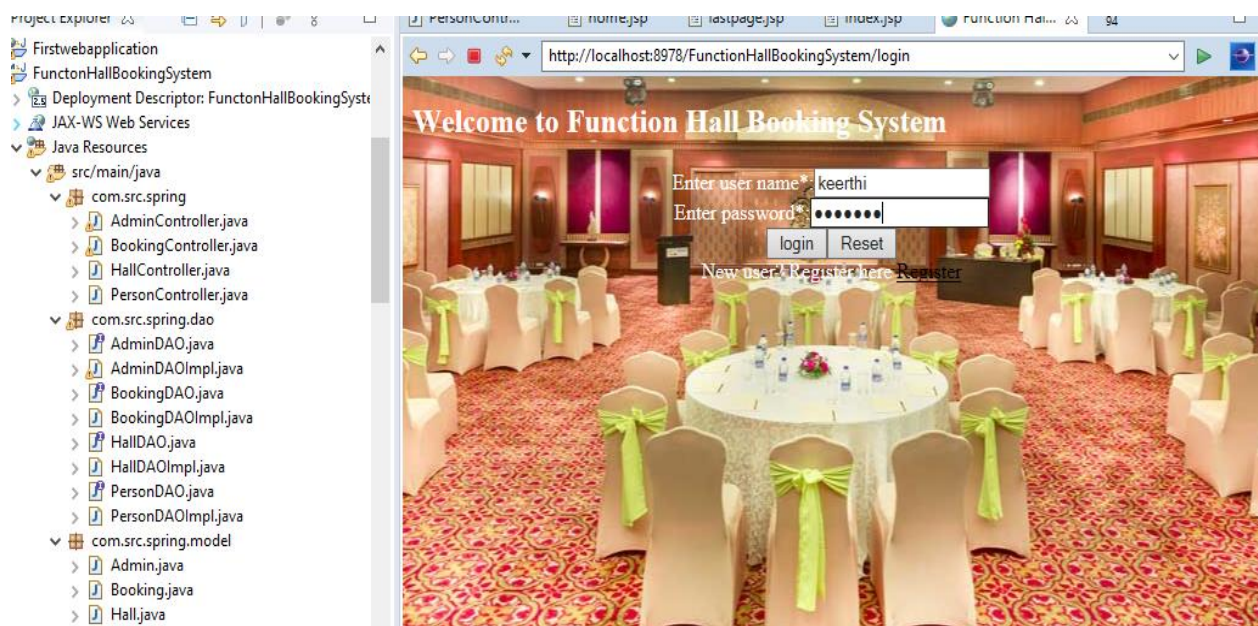 Project Explorer
Firstwebapplication
FunctonHallBookingSystem
Deployment Descriptor: FunctonHallBookingSyste
JAX-WS Web Services
Java Resources
src/main/java
com.src.spring
AdminController.java
BookingController.java
HallController.java
PersonController.java
com.src.spring.dao
AdminDAO.java
AdminDAOImpl.java
BookingDAO.java
BookingDAOImpl.java
HallDAO.java
HallDAOImpl.java
PersonDAO.java
PersonDAOImpl.java
com.src.spring.model
Admin.java
Booking.java
Hall.java
PersonContr... home.jsp lastpage.jsp index.jsp Function Hal... 94
http://localhost:8978/FunctionHallBookingSystem/login
Welcome to Function Hall Booking System
Enter user name*: keerthi
Enter password*: •••••••
login Reset
New user? Register here Register